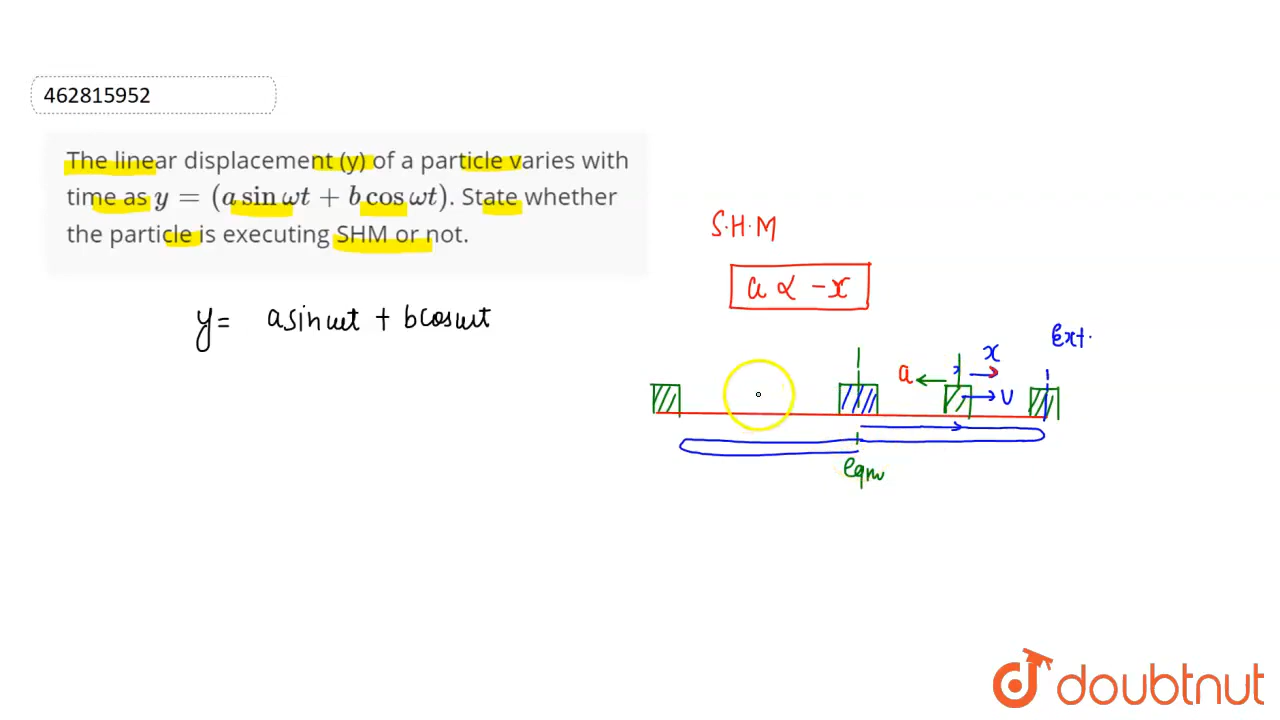 462815952
The linear displacement (y) of a particle varies with
time as y = (a sin ωt + b cos ωt). State whether
the particle is executing SHM or not.
S.H.M
a ∝ -x
y = asinωt + bcosωt
Ext.
x
a
v
eqm
doubtnut